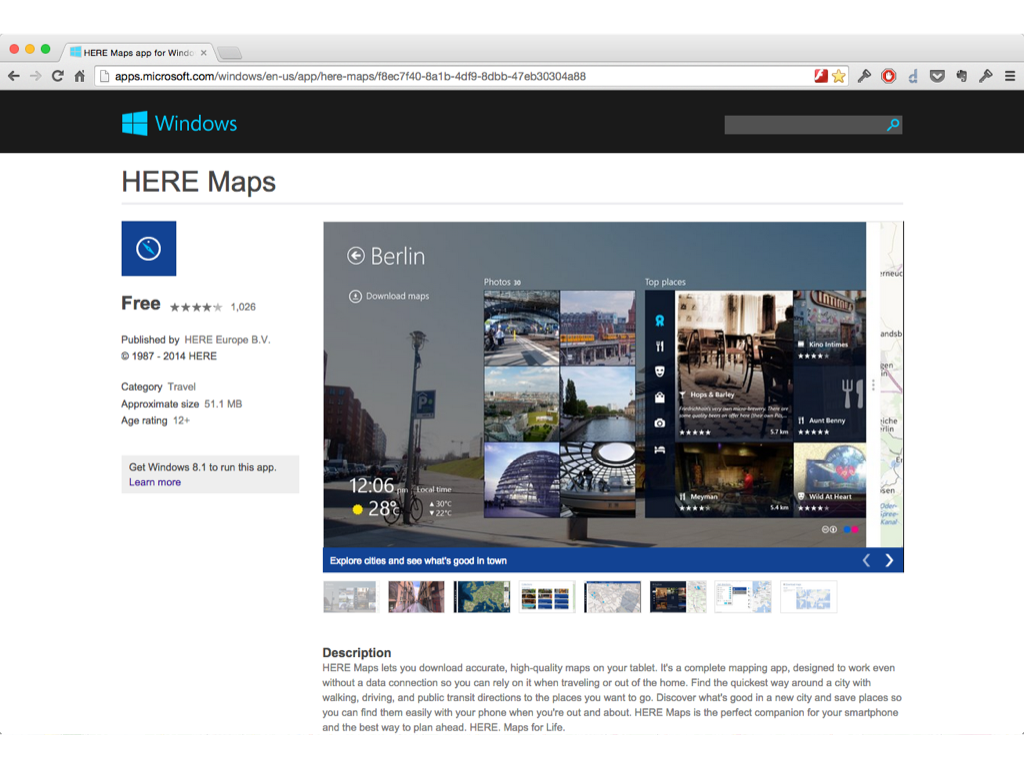 HERE Maps app for Windo
apps.microsoft.com/windows/en-us/app/here-maps/f8ec7f40-8a1b-4df9-8dbb-47eb30304a88
Windows
HERE Maps
Free 1,026
Published by HERE Europe B.V.
© 1987 - 2014 HERE
Category Travel
Approximate size 51.1 MB
Age rating 12+
Get Windows 8.1 to run this app.
Learn more
Berlin
Download maps
Photos 30
Top places
Kino Intimes
Hops & Barley
5.7 km
Aunt Benny
Meyman
5.4 km
Wild At Heart
12:06 pm Local time
28°c
30°C
22°C
Explore cities and see what's good in town
Description
HERE Maps lets you download accurate, high-quality maps on your tablet. It's a complete mapping app, designed to work even
without a data connection so you can rely on it when traveling or out of the home. Find the quickest way around a city with
walking, driving, and public transit directions to the places you want to go. Discover what's good in a new city and save places so
you can find them easily with your phone when you're out and about. HERE Maps is the perfect companion for your smartphone
and the best way to plan ahead. HERE. Maps for Life.